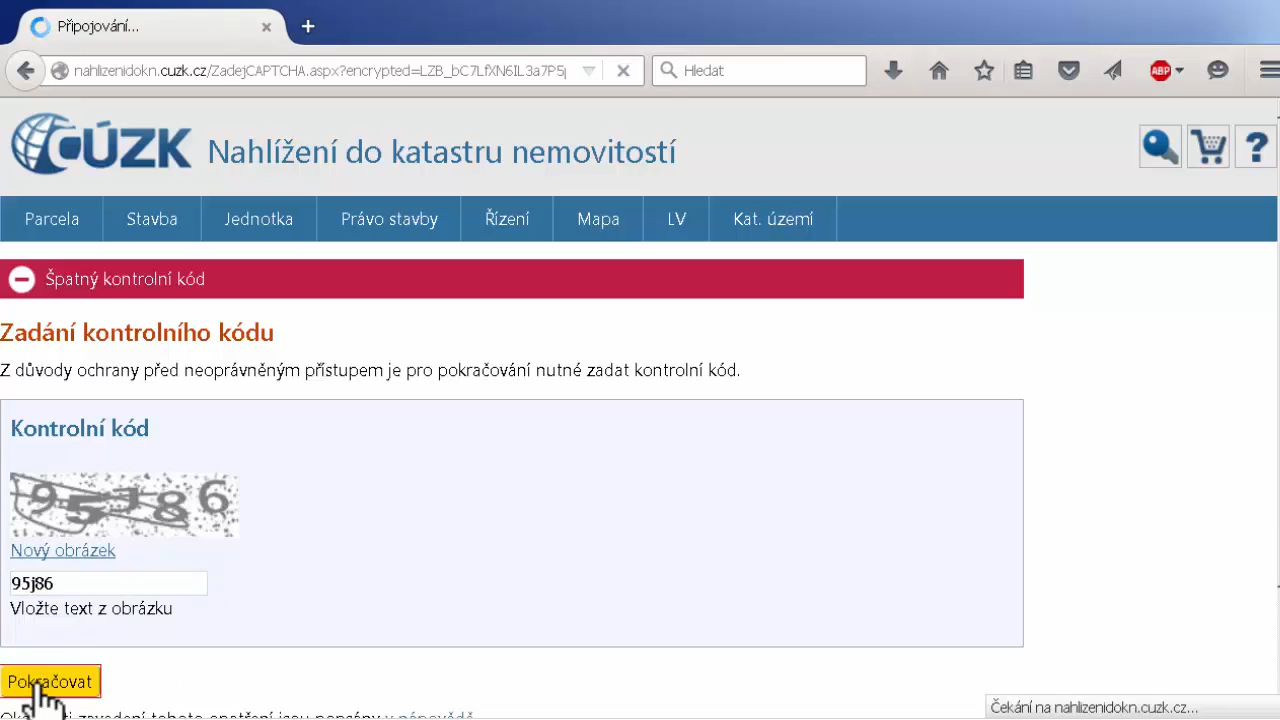 Připojování...
nahlizenidokn.cuzk.cz/ZadejCAPTCHA.aspx?encrypted=LZB_bC7LfXN6IL3a7P5j
Hledat
ABP
ČÚZK
Nahlížení do katastru nemovitostí
Parcela
Stavba
Jednotka
Právo stavby
Řízení
Mapa
LV
Kat. území
Špatný kontrolní kód
Zadání kontrolního kódu
Z důvody ochrany před neoprávněným přístupem je pro pokračování nutné zadat kontrolní kód.
Kontrolní kód
Nový obrázek
95j86
Vložte text z obrázku
Pokračovat
Čekání na nahlizenidokn.cuzk.cz...